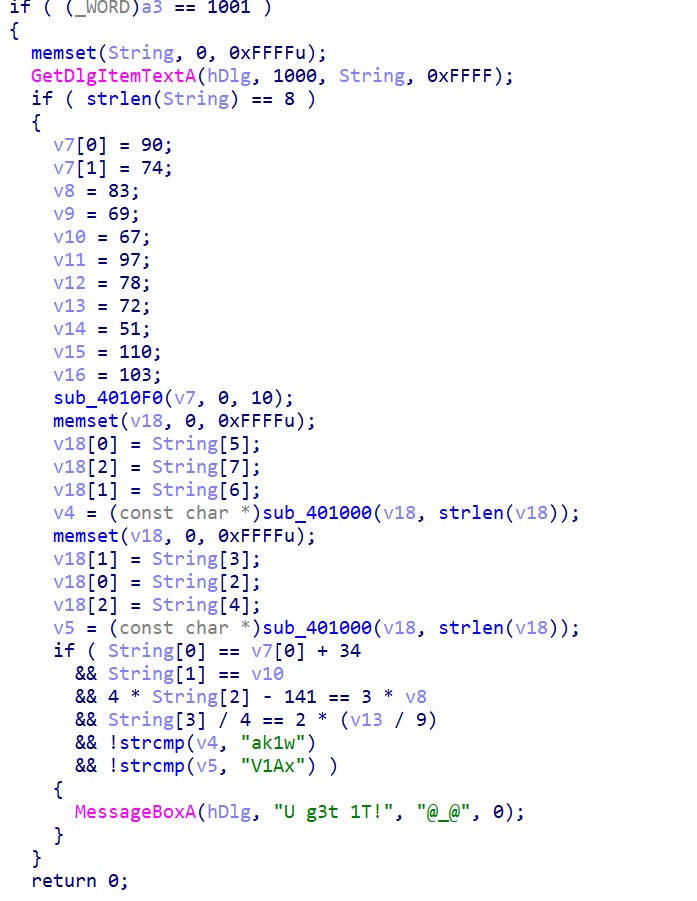 if ( (_WORD)a3 == 1001 )
{
memset(String, 0, 0xFFFFu);
GetDlgItemTextA(hDlg, 1000, String, 0xFFFF);
if ( strlen(String) == 8 )
{
v7[0] = 90;
v7[1] = 74;
v8 = 83;
v9 = 69;
v10 = 67;
v11 = 97;
v12 = 78;
v13 = 72;
v14 = 51;
v15 = 110;
v16 = 103;
sub_4010F0(v7, 0, 10);
memset(v18, 0, 0xFFFFu);
v18[0] = String[5];
v18[2] = String[7];
v18[1] = String[6];
v4 = (const char *)sub_401000(v18, strlen(v18));
memset(v18, 0, 0xFFFFu);
v18[1] = String[3];
v18[0] = String[2];
v18[2] = String[4];
v5 = (const char *)sub_401000(v18, strlen(v18));
if ( String[0] == v7[0] + 34
&& String[1] == v10
&& 4 * String[2] - 141 == 3 * v8
&& String[3] / 4 == 2 * (v13 / 9)
&& !strcmp(v4, "ak1w")
&& !strcmp(v5, "V1Ax") )
{
MessageBoxA(hDlg, "U g3t 1T!", "@_@", 0);
}
}
return 0;